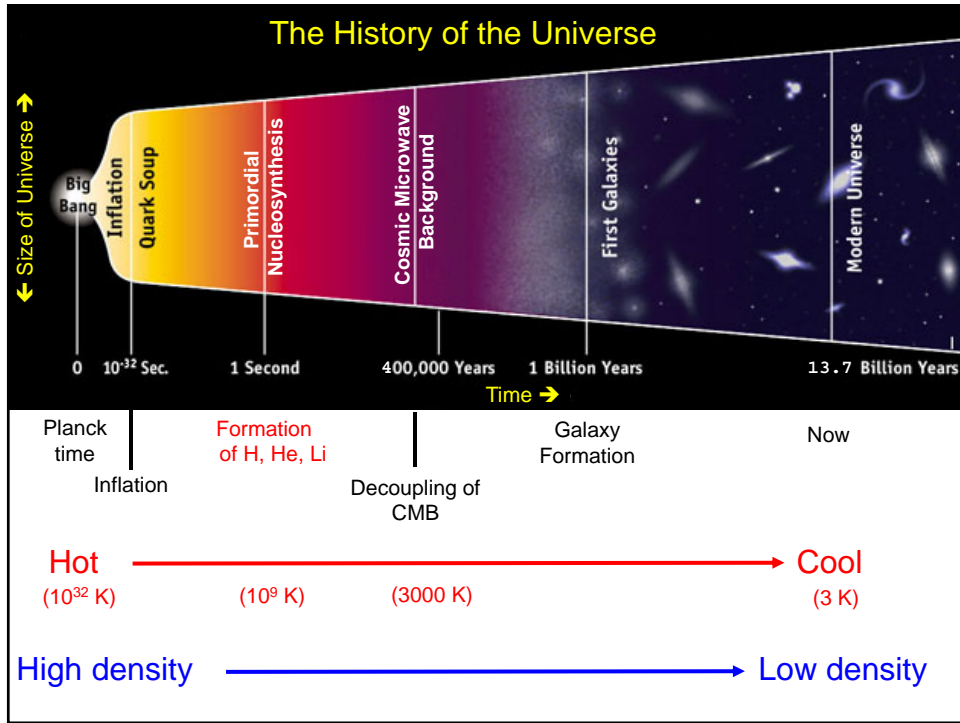 The History of the Universe
← Size of Universe →
Big
Bang
Inflation
Quark Soup
Primordial
Nucleosynthesis
Cosmic Microwave
Background
First Galaxies
Modern Universe
0
10⁻³² Sec.
1 Second
400,000 Years
1 Billion Years
13.7 Billion Years
Time →
Planck
time
Inflation
Formation
of H, He, Li
Decoupling of
CMB
Galaxy
Formation
Now
Hot
Cool
(10³² K)
(10⁹ K)
(3000 K)
(3 K)
High density
Low density